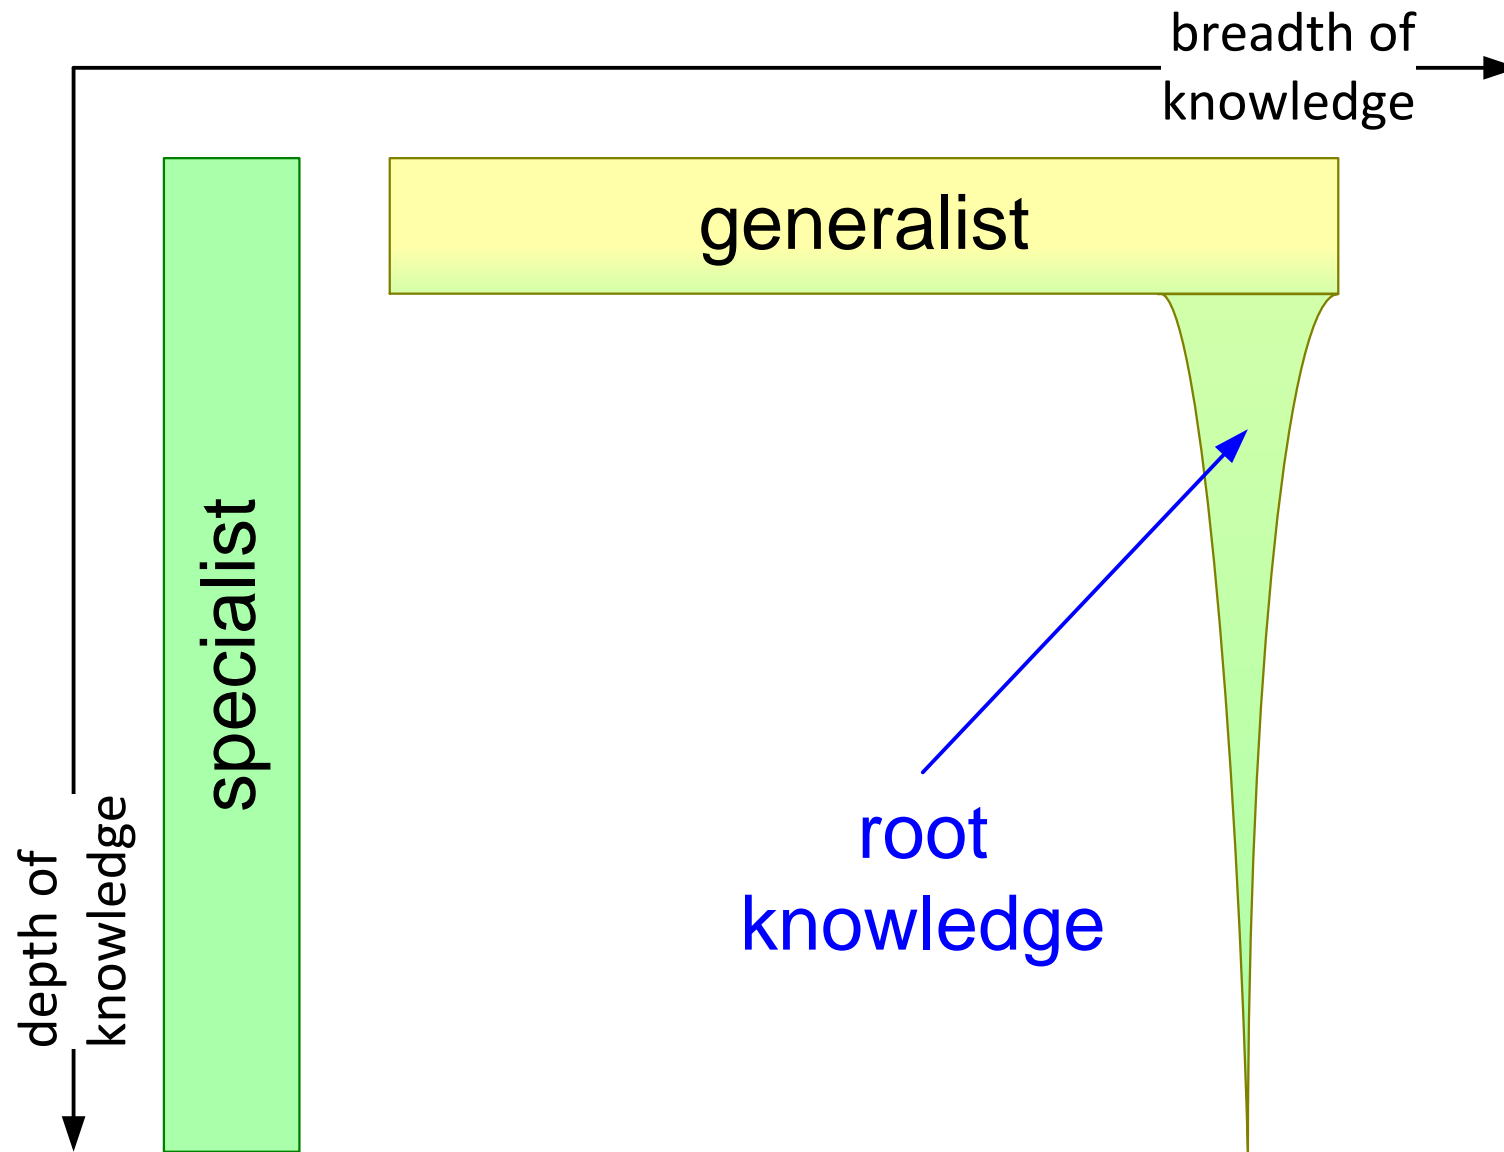 breadth of
knowledge
generalist
specialist
root
knowledge
depth of
knowledge